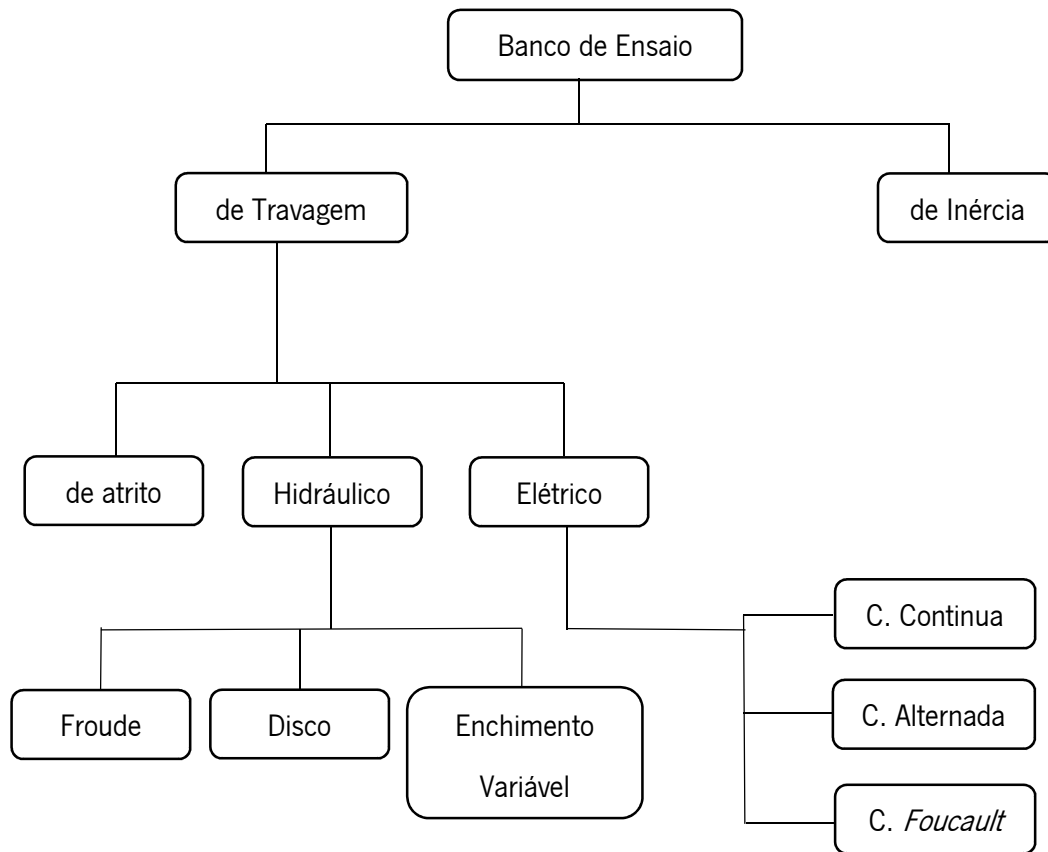 Banco de Ensaio
de Travagem
de Inércia
de atrito
Hidráulico
Elétrico
C. Continua
C. Alternada
C. Foucault
Froude
Disco
Enchimento
Variável